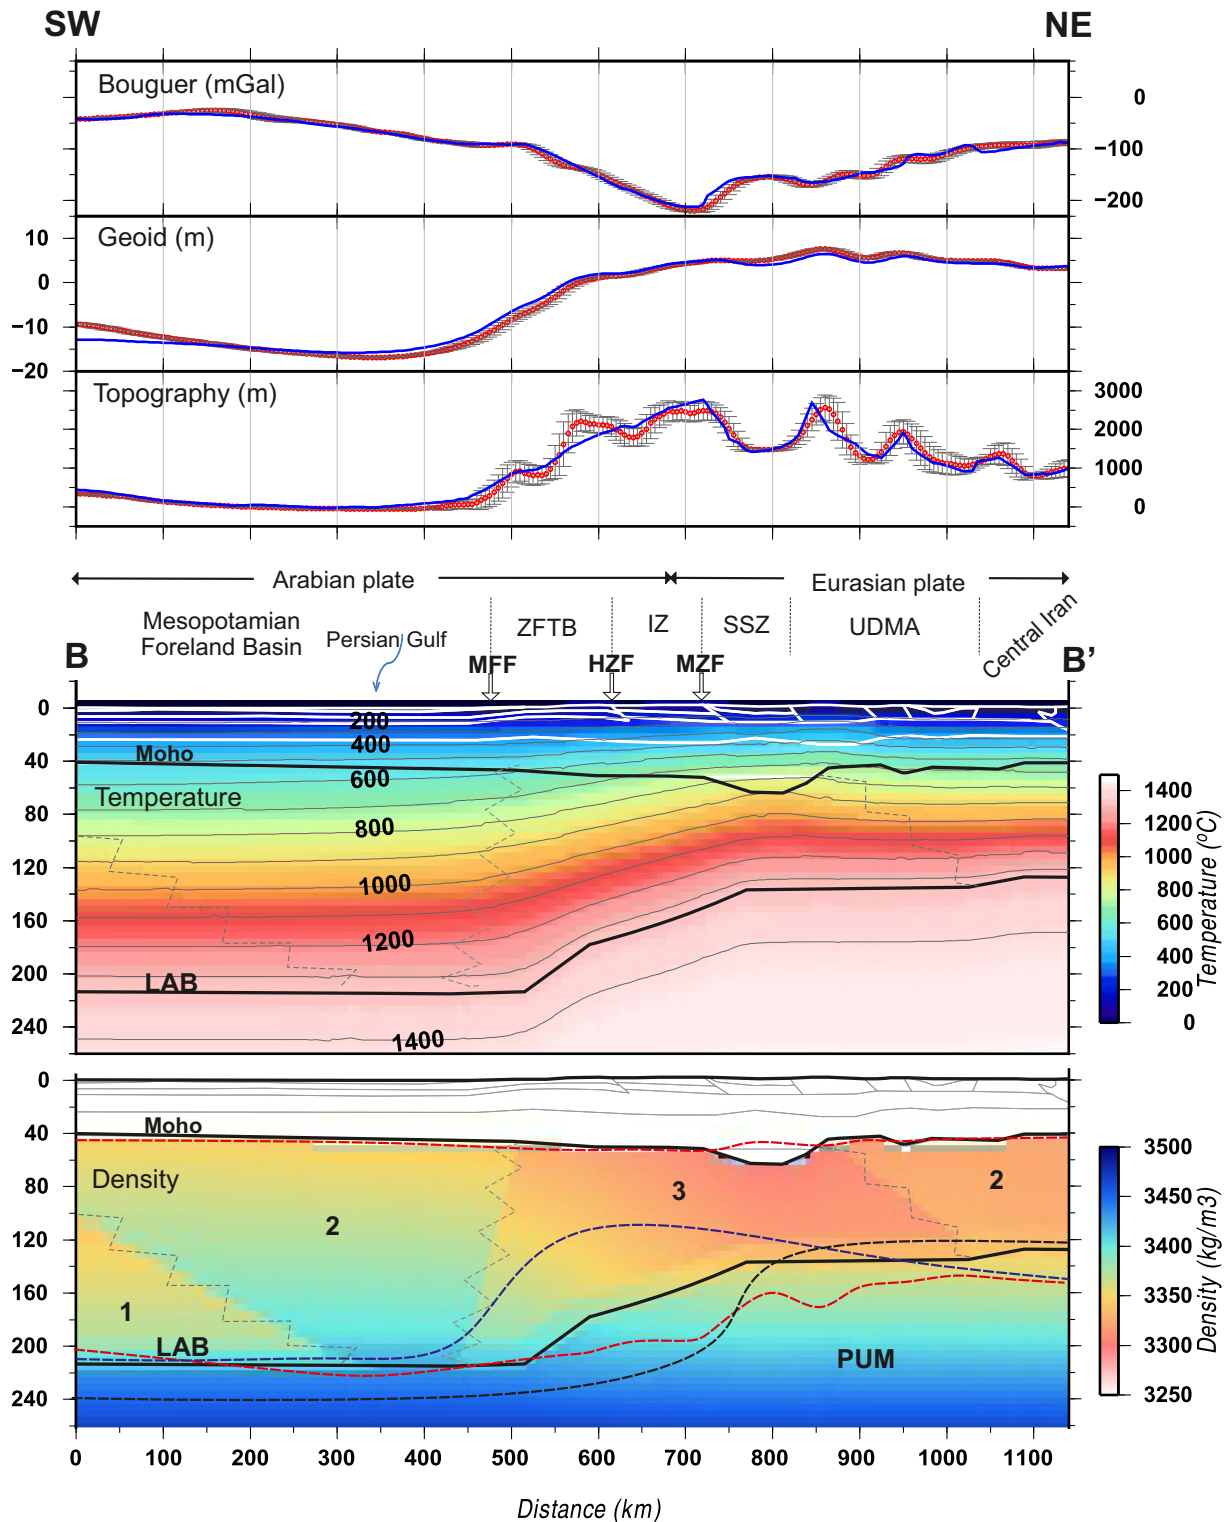 SW NE
Bouguer (mGal)
0
−100
−200
Geoid (m)
10
0
−10
−20
Topography (m)
3000
2000
1000
0
Arabian plate Eurasian plate
Mesopotamian
Foreland Basin
Persian Gulf
ZFTB IZ SSZ UDMA Central Iran
B MFF HZF MZF B’
0
40
80
120
160
200
240
200
400
Moho
600
Temperature
800
1000
1200
LAB
1400
1400
1200
1000
800
600
400
200
0
Temperature (ºC)
0
40
80
120
160
200
240
Moho
Density
2
3
2
1
LAB
PUM
3500
3450
3400
3350
3300
3250
Density (kg/m3)
0 100 200 300 400 500 600 700 800 900 1000 1100
Distance (km)